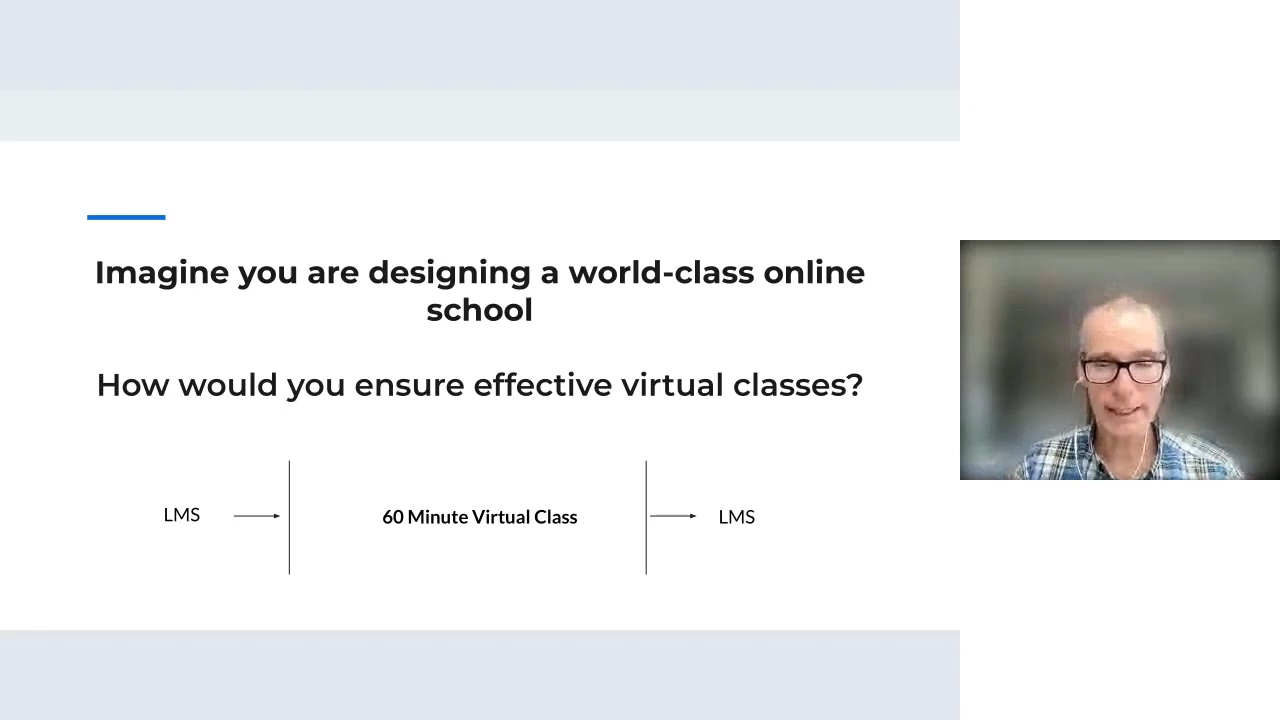 Imagine you are designing a world-class online
school
How would you ensure effective virtual classes?
LMS
60 Minute Virtual Class
LMS